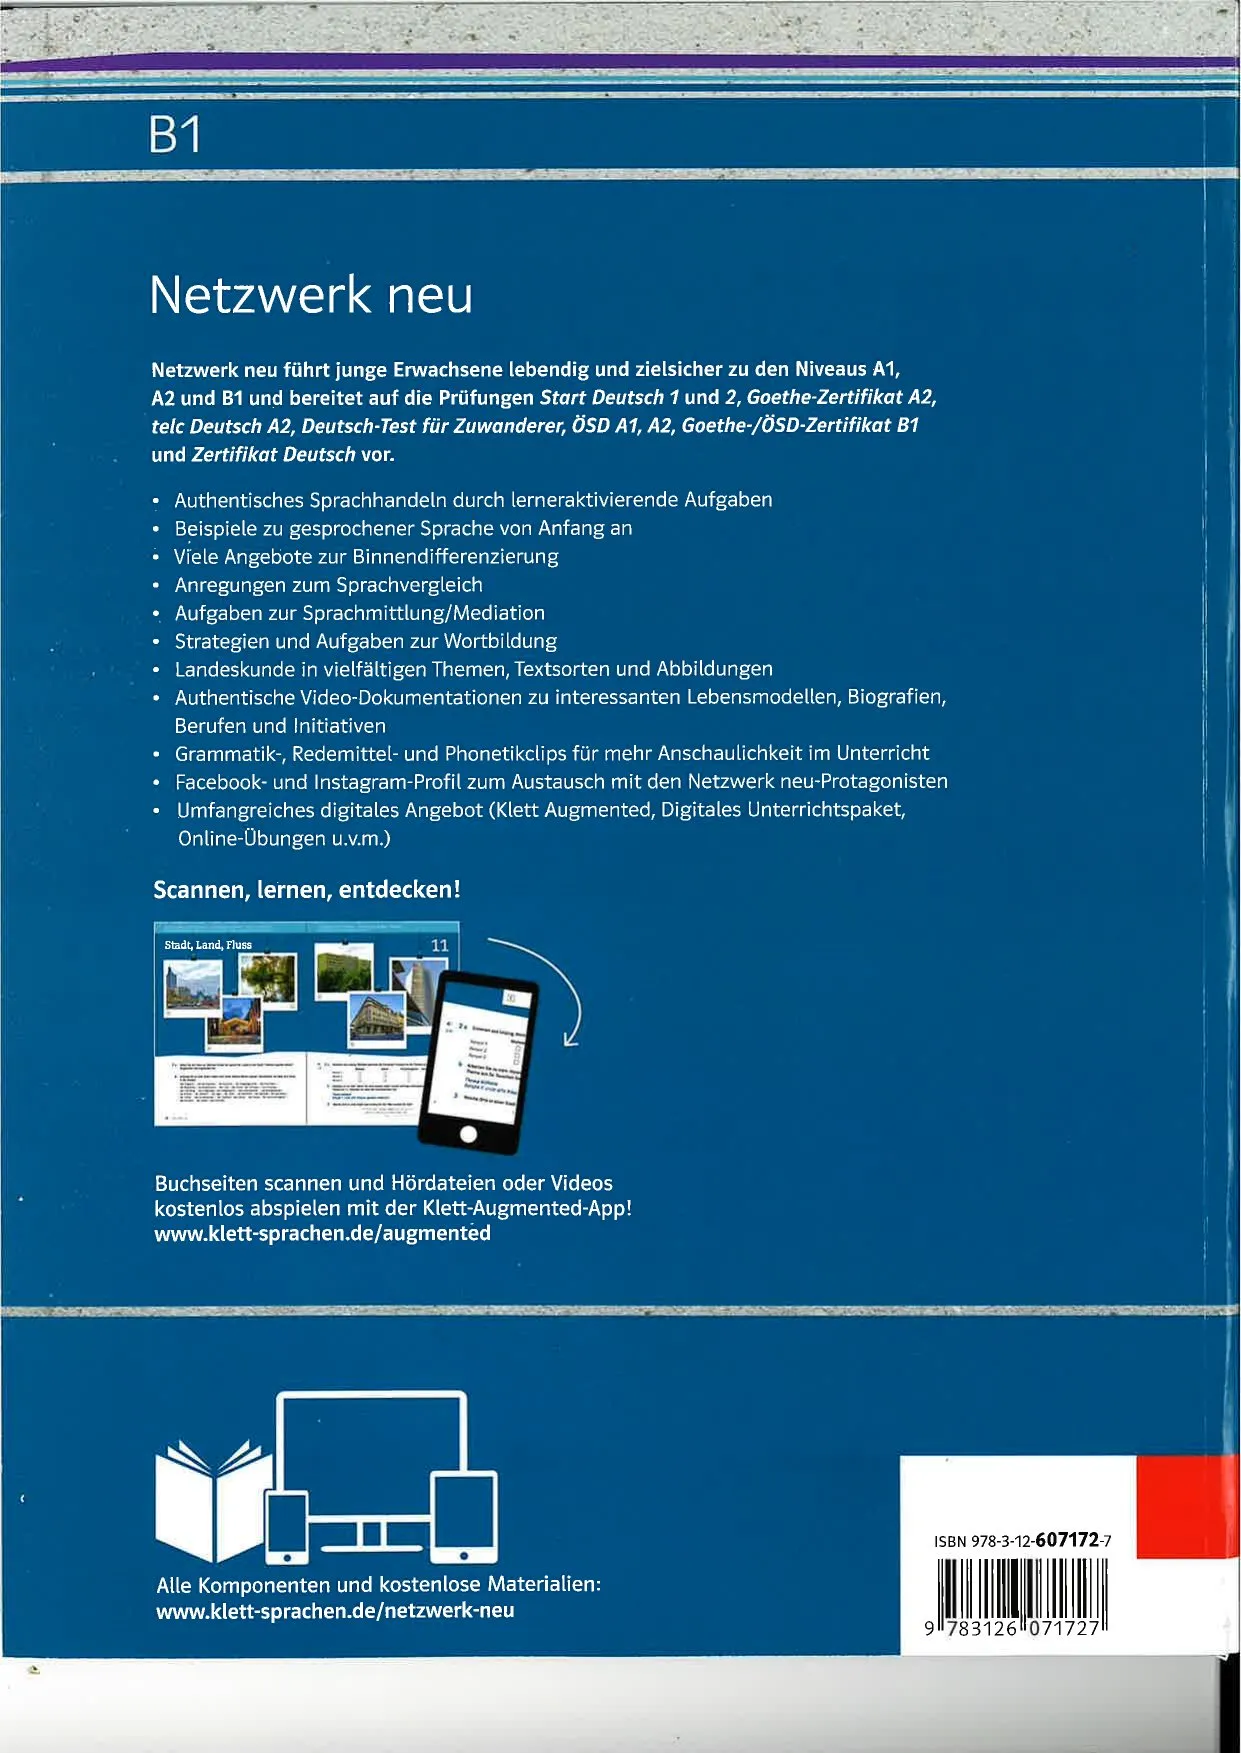 B1
Netzwerk neu
Netzwerk neu führt junge Erwachsene lebendig und zielsicher zu den Niveaus A1,
A2 und B1 und bereitet auf die Prüfungen Start Deutsch 1 und 2, Goethe-Zertifikat A2,
telc Deutsch A2, Deutsch-Test für Zuwanderer, ÖSD A1, A2, Goethe-/ÖSD-Zertifikat B1
und Zertifikat Deutsch vor.
• Authentisches Sprachhandeln durch lerneraktivierende Aufgaben
• Beispiele zu gesprochener Sprache von Anfang an
• Viele Angebote zur Binnendifferenzierung
• Anregungen zum Sprachvergleich
• Aufgaben zur Sprachmittlung/Mediation
• Strategien und Aufgaben zur Wortbildung
• Landeskunde in vielfältigen Themen, Textsorten und Abbildungen
• Authentische Video-Dokumentationen zu interessanten Lebensmodellen, Biografien,
Berufen und Initiativen
• Grammatik-, Redemittel- und Phonetikclips für mehr Anschaulichkeit im Unterricht
• Facebook- und Instagram-Profil zum Austausch mit den Netzwerk neu-Protagonisten
• Umfangreiches digitales Angebot (Klett Augmented, Digitales Unterrichtspaket,
Online-Übungen u.v.m.)
Scannen, lernen, entdecken!
Stadt, Land, Fluss
11
Buchseiten scannen und Hördateien oder Videos
kostenlos abspielen mit der Klett-Augmented-App!
www.klett-sprachen.de/augmented
Alle Komponenten und kostenlose Materialien:
www.klett-sprachen.de/netzwerk-neu
ISBN 978-3-12-607172-7
9 783126 071727